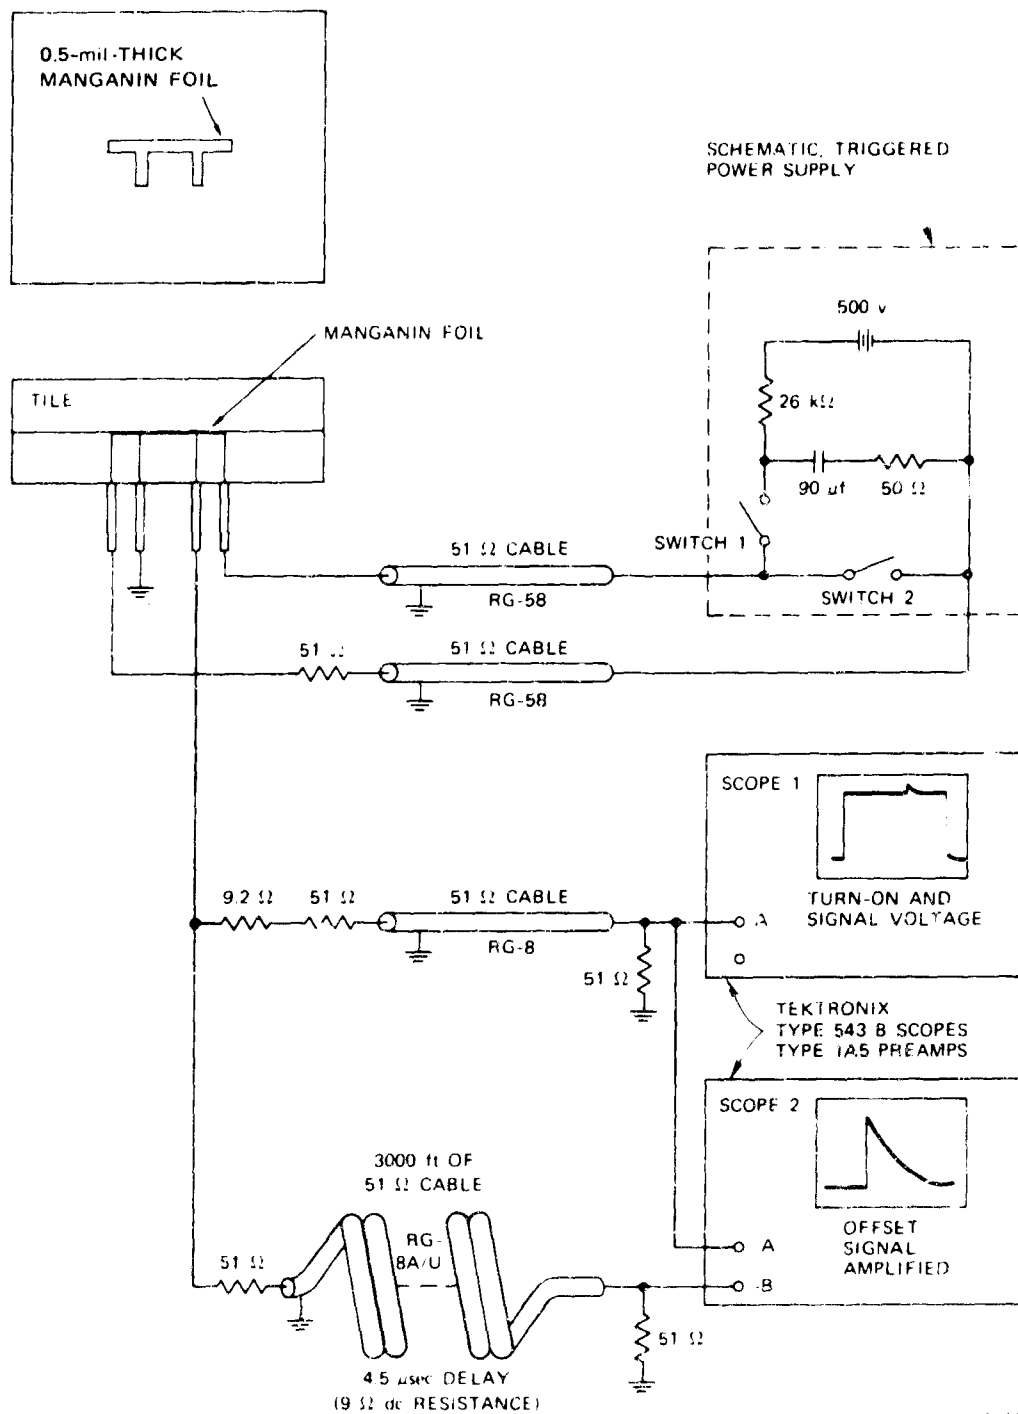 0.5-mil-THICK
MANGANIN FOIL
SCHEMATIC, TRIGGERED
POWER SUPPLY
500 v
MANGANIN FOIL
TILE
26 kΩ
90 µf
50 Ω
SWITCH 1
51 Ω CABLE
RG-58
SWITCH 2
51 Ω
51 Ω CABLE
RG-58
SCOPE 1
TURN-ON AND
SIGNAL VOLTAGE
9.2 Ω
51 Ω
51 Ω CABLE
RG-8
A
51 Ω
TEKTRONIX
TYPE 543 B SCOPES
TYPE 1A5 PREAMPS
SCOPE 2
3000 ft OF
51 Ω CABLE
OFFSET
SIGNAL
AMPLIFIED
RG-
8A/U
51 Ω
A
-B
51 Ω
4.5 µsec DELAY
(9 Ω dc RESISTANCE)